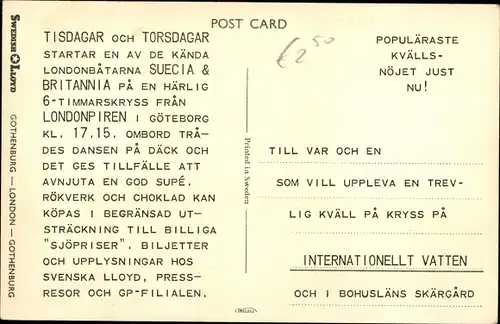 SWEDISH LLOYD
GOTHENBURG — LONDON — GOTHENBURG
POST CARD
TISDAGAR OCH TORSDAGAR
STARTAR EN AV DE KÄNDA
LONDONBÅTARNA SUECIA &
BRITANNIA PÅ EN HÄRLIG
6-TIMMARSKRYSS FRÅN
LONDONPIREN I GÖTEBORG
KL. 17.15. OMBORD TRÅ-
DES DANSEN PÅ DÄCK OCH
DET GES TILLFÄLLE ATT
AVNJUTA EN GOD SUPÉ.
RÖKVERK OCH CHOKLAD KAN
KÖPAS I BEGRÄNSAD UT-
STRÄCKNING TILL BILLIGA
"SJÖPRISER". BILJETTER
OCH UPPLYSNINGAR HOS
SVENSKA LLOYD, PRESS-
RESOR OCH GP-FILIALEN.
Printed in Sweden
€2 50
POPULÄRASTE
KVÄLLS-
NÖJET JUST
NU!
TILL VAR OCH EN
SOM VILL UPPLEVA EN TREV-
LIG KVÄLL PÅ KRYSS PÅ
INTERNATIONELLT VATTEN
OCH I BOHUSLÄNS SKÄRGÅRD